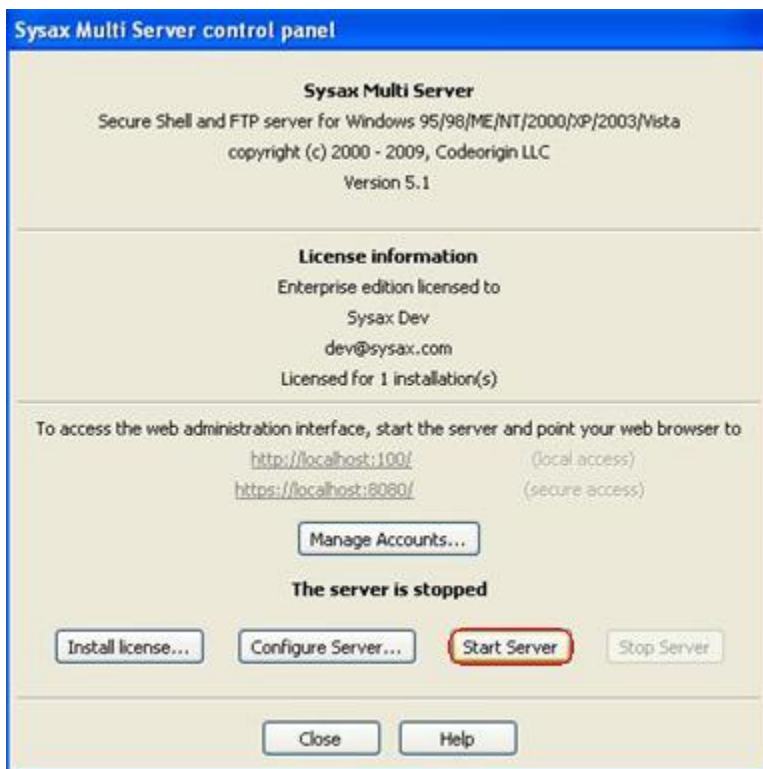 Sysax Multi Server control panel
Sysax Multi Server
Secure Shell and FTP server for Windows 95/98/ME/NT/2000/XP/2003/Vista
copyright (c) 2000 - 2009, Codeorigin LLC
Version 5.1
License information
Enterprise edition licensed to
Sysax Dev
dev@sysax.com
Licensed for 1 installation(s)
To access the web administration interface, start the server and point your web browser to
http://localhost:100/ (local access)
https://localhost:8080/ (secure access)
Manage Accounts...
The server is stopped
Install license... Configure Server... Start Server Stop Server
Close Help